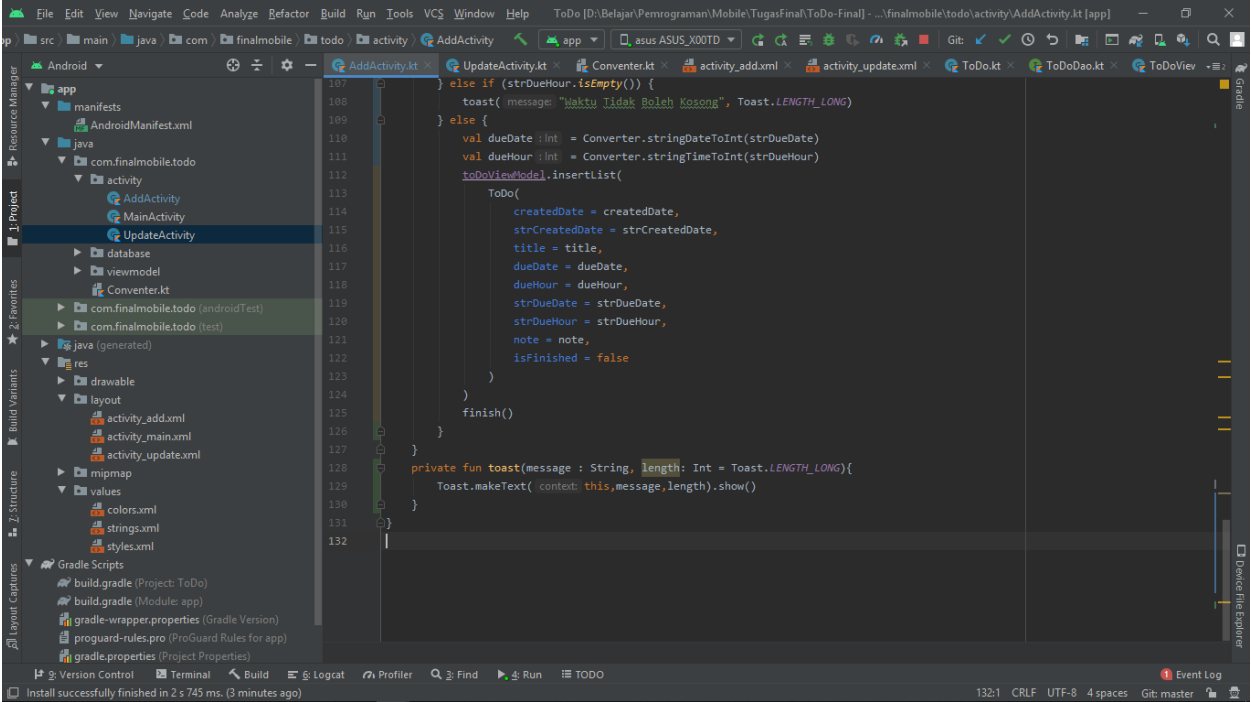 File Edit View Navigate Code Analyze Refactor Build Run Tools VCS Window Help ToDo [D:\Belajar\Pemrograman\Mobile\TugasFinal\ToDo-Final] - ...\finalmobile\todo\activity\AddActivity.kt [app]
pp src main java com finalmobile todo activity AddActivity app asus ASUS_X00TD Git:
Android AddActivity.kt UpdateActivity.kt Conventer.kt activity_add.xml activity_update.xml ToDo.kt ToDoDao.kt ToDoViev
Resource Manager
1: Project
2: Favorites
Build Variants
7: Structure
Layout Captures
app
manifests
AndroidManifest.xml
java
com.finalmobile.todo
activity
AddActivity
MainActivity
UpdateActivity
database
viewmodel
Conventer.kt
com.finalmobile.todo (androidTest)
com.finalmobile.todo (test)
java (generated)
res
drawable
layout
activity_add.xml
activity_main.xml
activity_update.xml
mipmap
values
colors.xml
strings.xml
styles.xml
Gradle Scripts
build.gradle (Project: ToDo)
build.gradle (Module: app)
gradle-wrapper.properties (Gradle Version)
proguard-rules.pro (ProGuard Rules for app)
gradle.properties (Project Properties)
107 } else if (strDueHour.isEmpty()) {
108 toast( message: "Waktu Tidak Boleh Kosong", Toast.LENGTH_LONG)
109 } else {
110 val dueDate : Int = Converter.stringDateToInt(strDueDate)
111 val dueHour : Int = Converter.stringTimeToInt(strDueHour)
112 toDoViewModel.insertList(
113 ToDo(
114 createdDate = createdDate,
115 strCreatedDate = strCreatedDate,
116 title = title,
117 dueDate = dueDate,
118 dueHour = dueHour,
119 strDueDate = strDueDate,
120 strDueHour = strDueHour,
121 note = note,
122 isFinished = false
123 )
124 )
125 finish()
126 }
127 }
128 private fun toast(message : String, length: Int = Toast.LENGTH_LONG){
129 Toast.makeText( context: this,message,length).show()
130 }
131 }
132
Gradle
Device File Explorer
9: Version Control Terminal Build 6: Logcat Profiler 3: Find 4: Run TODO 1 Event Log
Install successfully finished in 2 s 745 ms. (3 minutes ago) 132:1 CRLF UTF-8 4 spaces Git: master